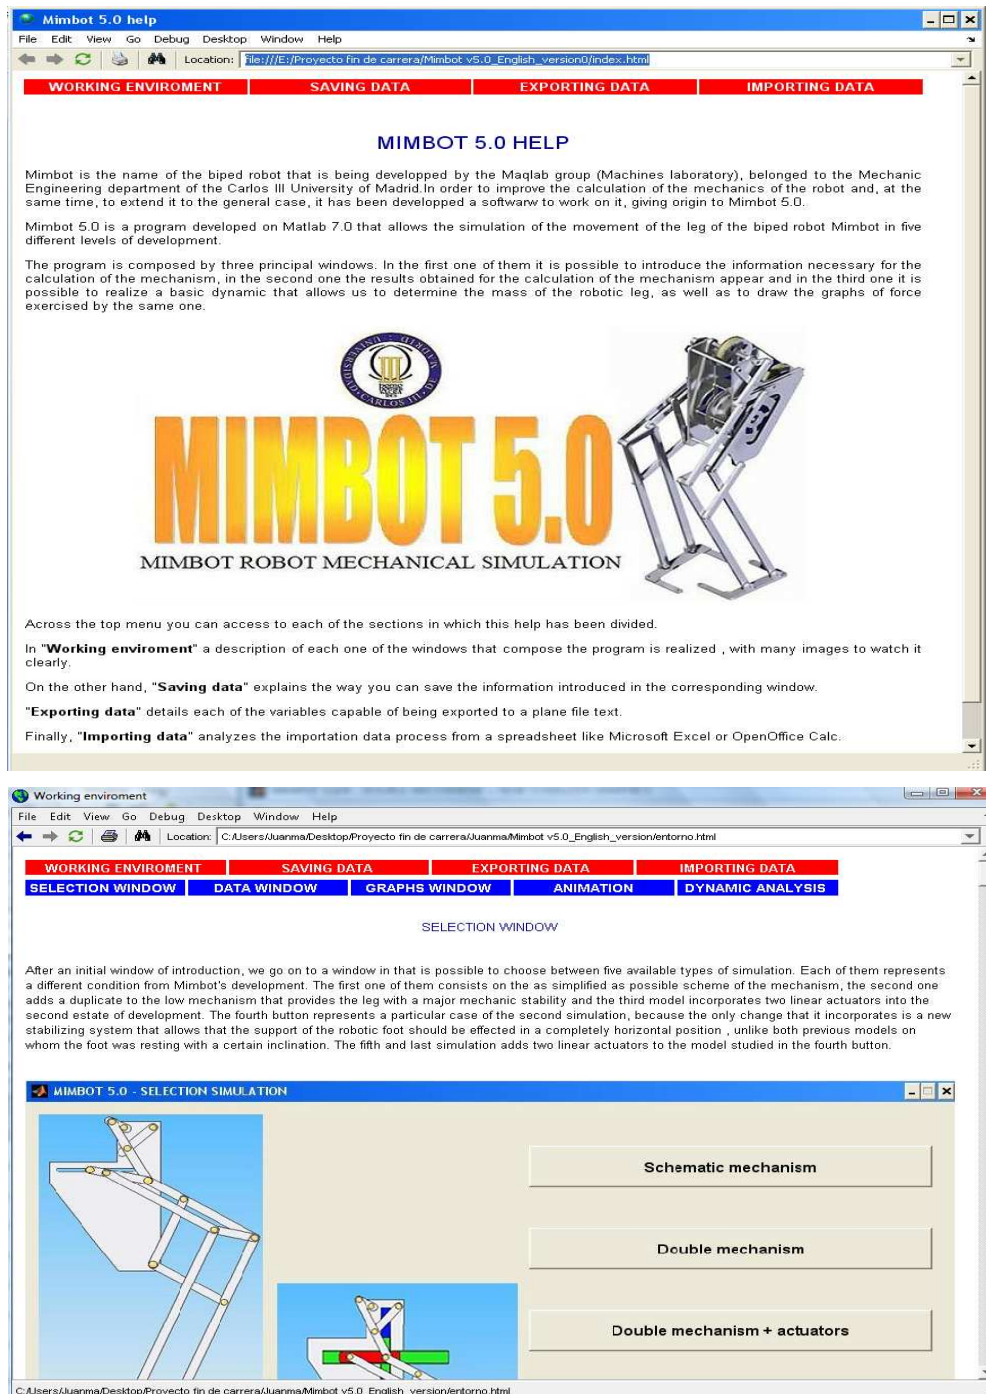 Mimbot 5.0 help
File Edit View Go Debug Desktop Window Help
Location: file:///E:/Proyecto fin de carrera/Mimbot v5.0_English_version0/index.html
WORKING ENVIROMENT SAVING DATA EXPORTING DATA IMPORTING DATA
MIMBOT 5.0 HELP
Mimbot is the name of the biped robot that is being developped by the Maqlab group (Machines laboratory), belonged to the Mechanic
Engineering department of the Carlos III University of Madrid.In order to improve the calculation of the mechanics of the robot and, at the
same time, to extend it to the general case, it has been developped a softwarw to work on it, giving origin to Mimbot 5.0.
Mimbot 5.0 is a program developed on Matlab 7.0 that allows the simulation of the movement of the leg of the biped robot Mimbot in five
different levels of development.
The program is composed by three principal windows. In the first one of them it is possible to introduce the information necessary for the
calculation of the mechanism, in the second one the results obtained for the calculation of the mechanism appear and in the third one it is
possible to realize a basic dynamic that allows us to determine the mass of the robotic leg, as well as to draw the graphs of force
exercised by the same one.
UNIVERSIDAD CARLOS III DE MADRID
MIMBOT 5.0
MIMBOT ROBOT MECHANICAL SIMULATION
Across the top menu you can access to each of the sections in which this help has been divided.
In "Working enviroment" a description of each one of the windows that compose the program is realized , with many images to watch it
clearly.
On the other hand, "Saving data" explains the way you can save the information introduced in the corresponding window.
"Exporting data" details each of the variables capable of being exported to a plane file text.
Finally, "Importing data" analyzes the importation data process from a spreadsheet like Microsoft Excel or OpenOffice Calc.
Working enviroment
File Edit View Go Debug Desktop Window Help
Location: C:/Users/Juanma/Desktop/Proyecto fin de carrera/Juanma/Mimbot v5.0_English_version/entorno.html
WORKING ENVIROMENT SAVING DATA EXPORTING DATA IMPORTING DATA
SELECTION WINDOW DATA WINDOW GRAPHS WINDOW ANIMATION DYNAMIC ANALYSIS
SELECTION WINDOW
After an initial window of introduction, we go on to a window in that is possible to choose between five available types of simulation. Each of them represents
a different condition from Mimbot's development. The first one of them consists on the as simplified as possible scheme of the mechanism, the second one
adds a duplicate to the low mechanism that provides the leg with a major mechanic stability and the third model incorporates two linear actuators into the
second estate of development. The fourth button represents a particular case of the second simulation, because the only change that it incorporates is a new
stabilizing system that allows that the support of the robotic foot should be effected in a completely horizontal position , unlike both previous models on
whom the foot was resting with a certain inclination. The fifth and last simulation adds two linear actuators to the model studied in the fourth button.
MIMBOT 5.0 - SELECTION SIMULATION
Schematic mechanism
Double mechanism
Double mechanism + actuators
C:/Users/Juanma/Desktop/Proyecto fin de carrera/Juanma/Mimbot v5.0_English_version/entorno.html